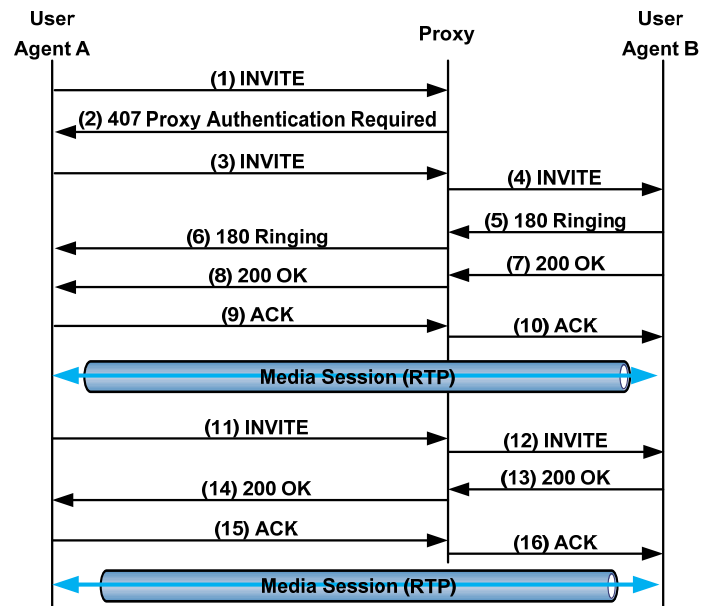 User
Agent A
Proxy
User
Agent B
(1) INVITE
(2) 407 Proxy Authentication Required
(3) INVITE
(4) INVITE
(5) 180 Ringing
(6) 180 Ringing
(7) 200 OK
(8) 200 OK
(9) ACK
(10) ACK
Media Session (RTP)
(11) INVITE
(12) INVITE
(13) 200 OK
(14) 200 OK
(15) ACK
(16) ACK
Media Session (RTP)